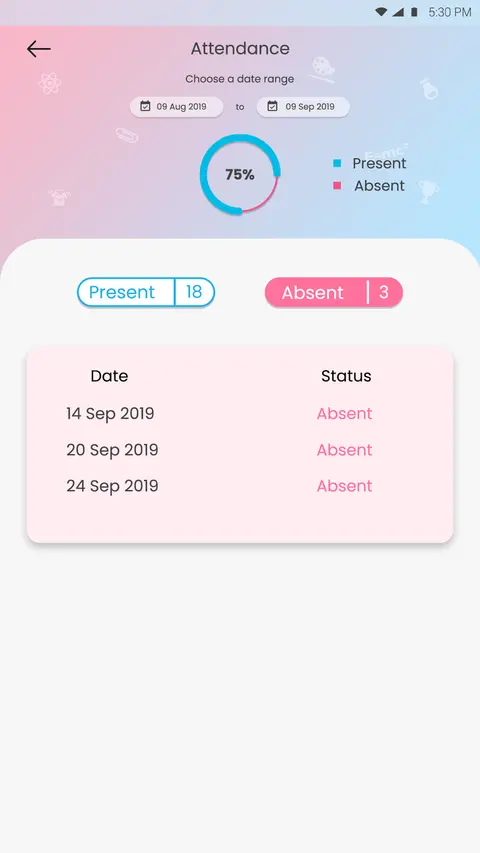 5:30 PM
Attendance
Choose a date range
09 Aug 2019 to 09 Sep 2019
75%
Present
Absent
Present 18
Absent 3
Date Status
14 Sep 2019 Absent
20 Sep 2019 Absent
24 Sep 2019 Absent